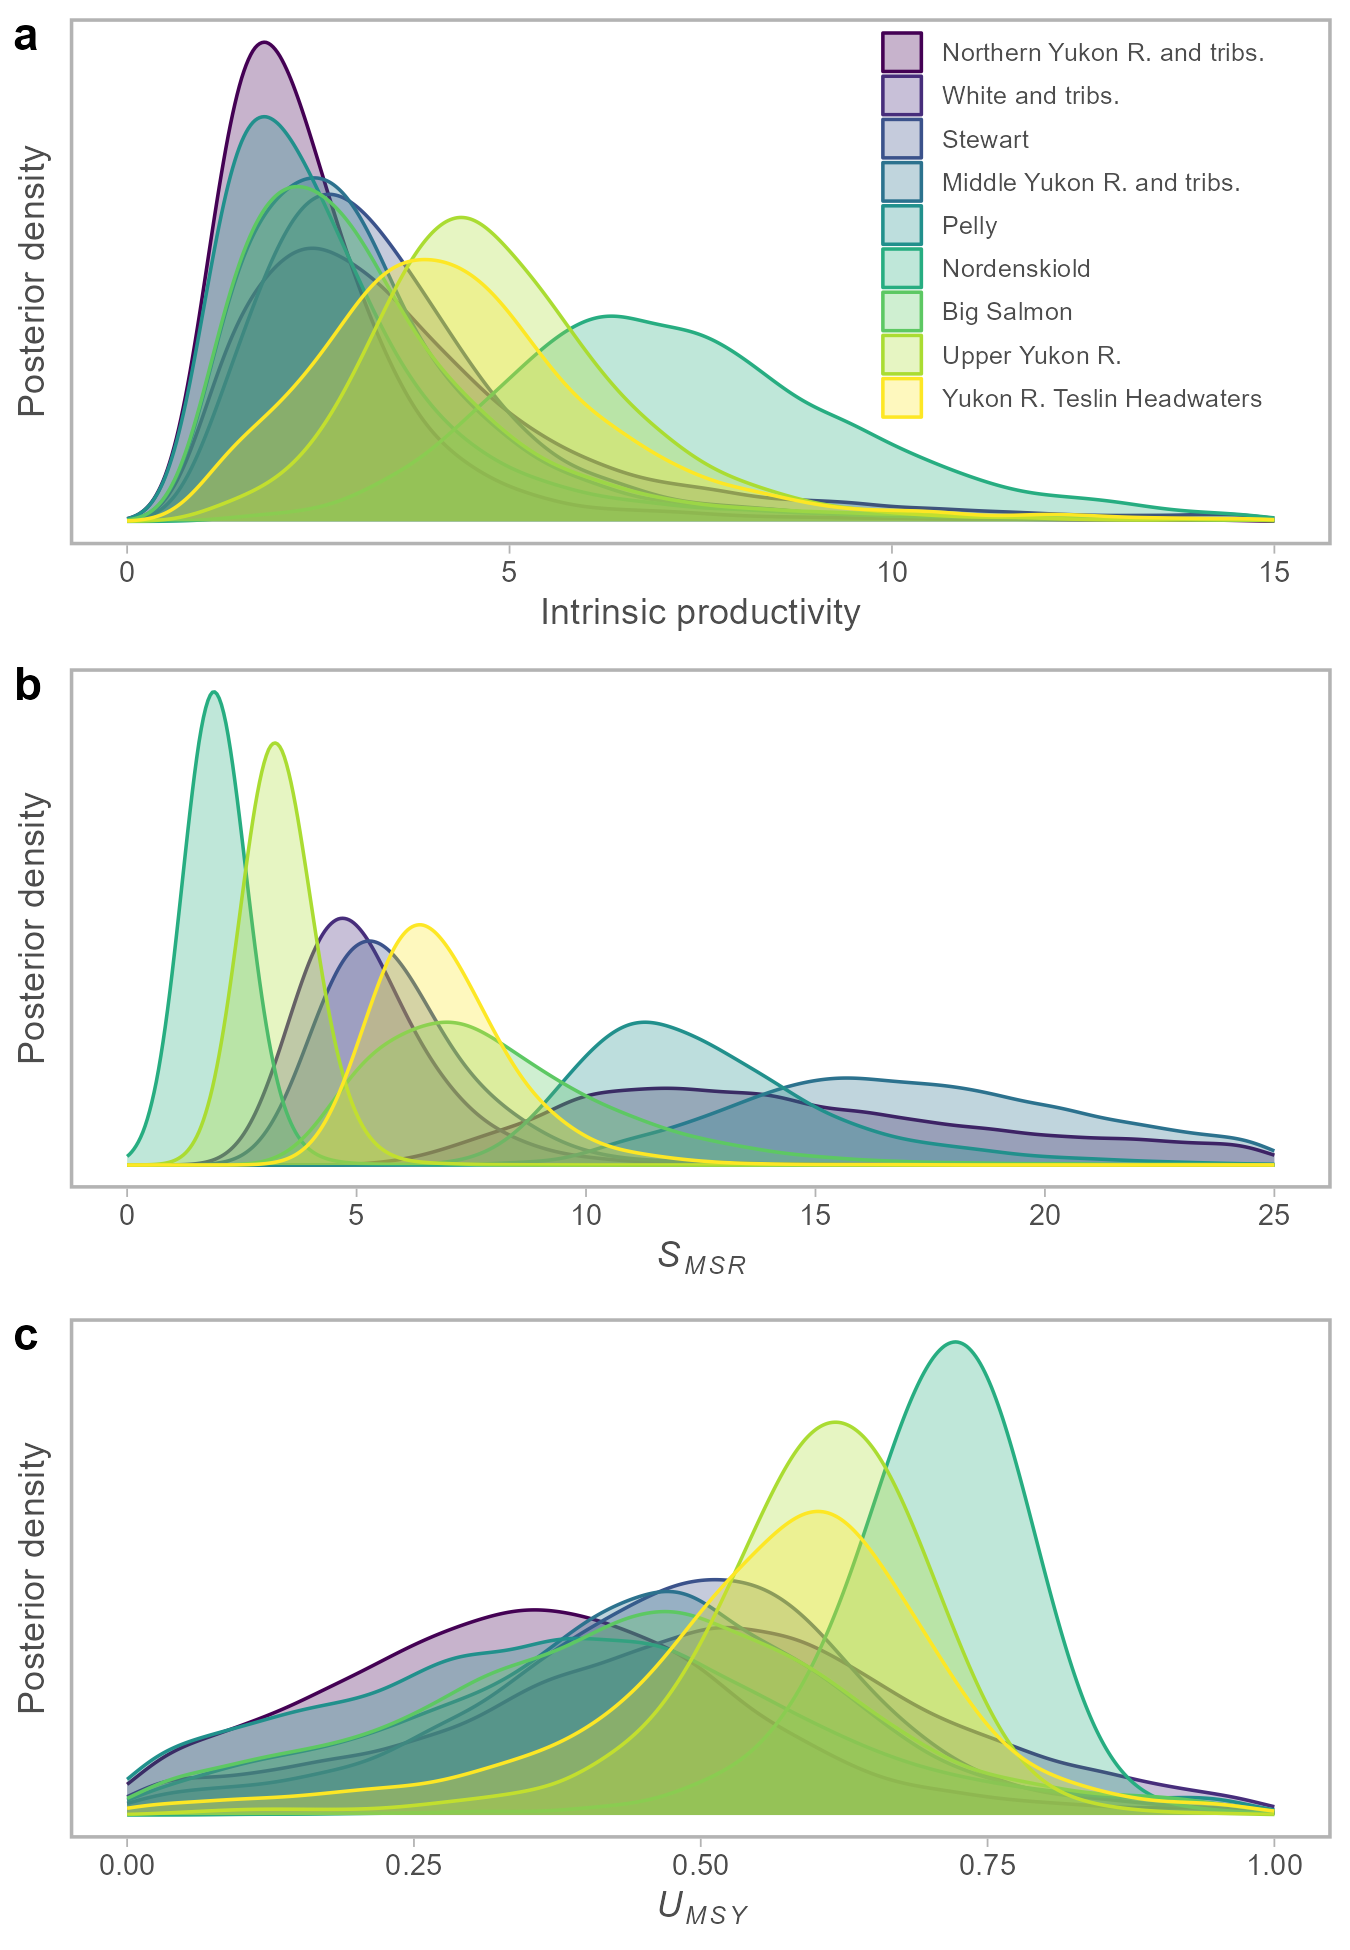 a
Posterior density
Northern Yukon R. and tribs.
White and tribs.
Stewart
Middle Yukon R. and tribs.
Pelly
Nordenskiold
Big Salmon
Upper Yukon R.
Yukon R. Teslin Headwaters
0 5 10 15
Intrinsic productivity
b
Posterior density
0 5 10 15 20 25
S MSR
c
Posterior density
0.00 0.25 0.50 0.75 1.00
U MSY